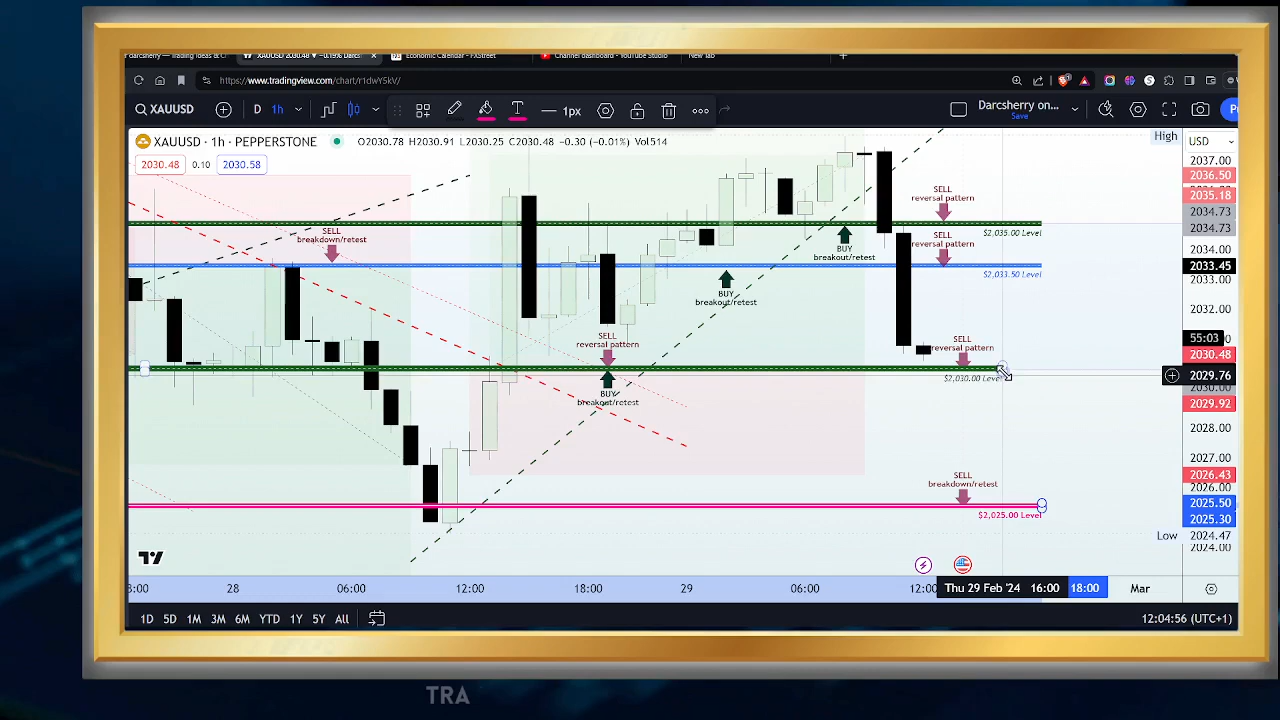 darcsherry — Trading Ideas & C
XAUUSD 2030.48 ▼ −0.19% Darcs
Economic Calendar - FXStreet
Channel dashboard - YouTube Studio
New Tab
https://www.tradingview.com/chart/r1dwY5kV/
XAUUSD
D 1h
1px
Darcsherry on...
Save
XAUUSD · 1h · PEPPERSTONE O2030.78 H2030.91 L2030.25 C2030.48 −0.30 (−0.01%) Vol514
2030.48 0.10 2030.58
High
USD
2037.00
2036.50
2035.18
2034.73
2034.73
2034.00
2033.45
2033.00
2032.00
55:03
2030.48
2029.76
2030.00
2029.92
2028.00
2027.00
2026.43
2026.00
2025.50
2025.30
Low 2024.47
2024.00
SELL
reversal pattern
$2,035.00 Level
SELL
breakdown/retest
SELL
reversal pattern
BUY
breakout/retest
$2,033.50 Level
BUY
breakout/retest
SELL
reversal pattern
SELL
reversal pattern
$2,030.00 Level
BUY
breakout/retest
SELL
breakdown/retest
$2,025.00 Level
28 06:00 12:00 18:00 29 06:00 12:00 Thu 29 Feb '24 16:00 18:00 Mar
1D 5D 1M 3M 6M YTD 1Y 5Y All
12:04:56 (UTC+1)
TRA